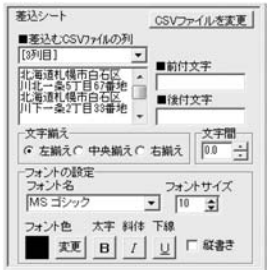 差込シート
CSVファイルを変更
■差込むCSVファイルの列
[3列目]
北海道札幌市白石区
川北一条5丁目67番地
北海道札幌市白石区
川下一条2丁目33番地
■前付文字
■後付文字
文字揃え
左揃え 中央揃え 右揃え
文字間
0.0
フォントの設定
フォント名
MS ゴシック
フォントサイズ
10
フォント色 太字 斜体 下線
変更 B I U 縦書き